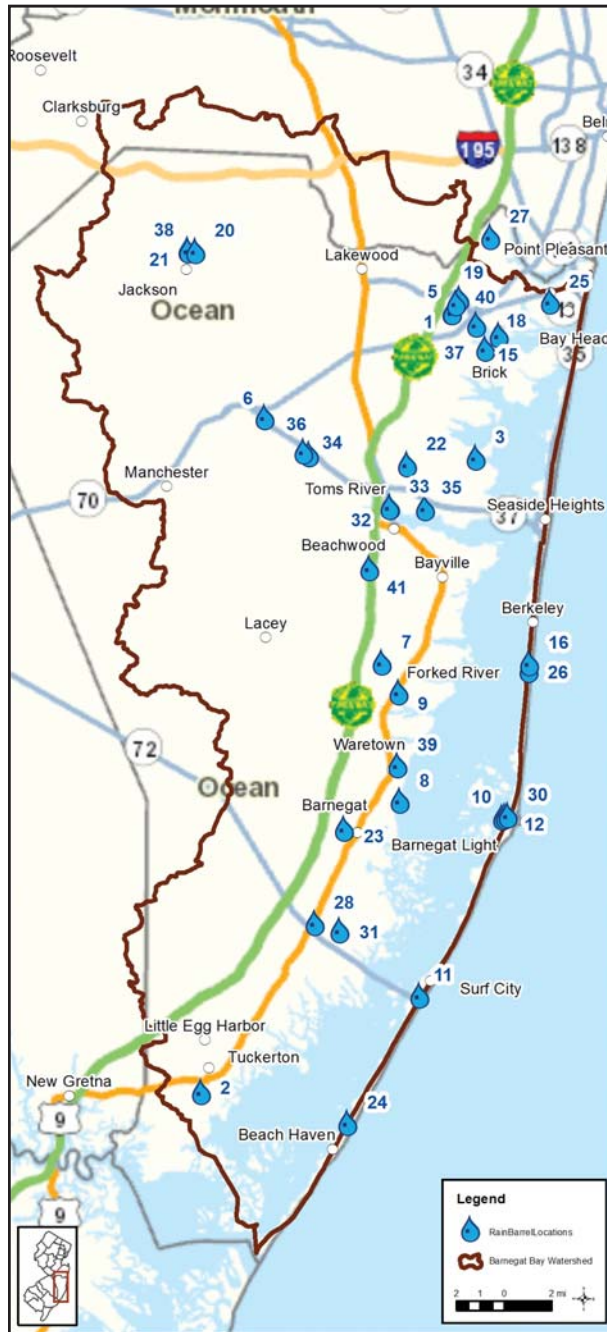 Monmouth
Roosevelt
34
Clarksburg
195
138
27
38
20
Point Pleasant
Lakewood
19
25
21
5
40
Jackson
Ocean
1
18
Bay Head
37
15
35
Brick
6
36
34
22
3
Manchester
33
35
70
Toms River
37
Seaside Heights
32
Beachwood
Bayville
41
Berkeley
Lacey
7
16
Forked River
26
9
72
Waretown
39
Ocean
8
10
30
Barnegat
23
12
Barnegat Light
28
31
11
Surf City
Little Egg Harbor
Tuckerton
New Gretna
2
9
24
Beach Haven
9
Legend
RainBarrelLocations
Barnegat Bay Watershed
2 1 0 2 mi